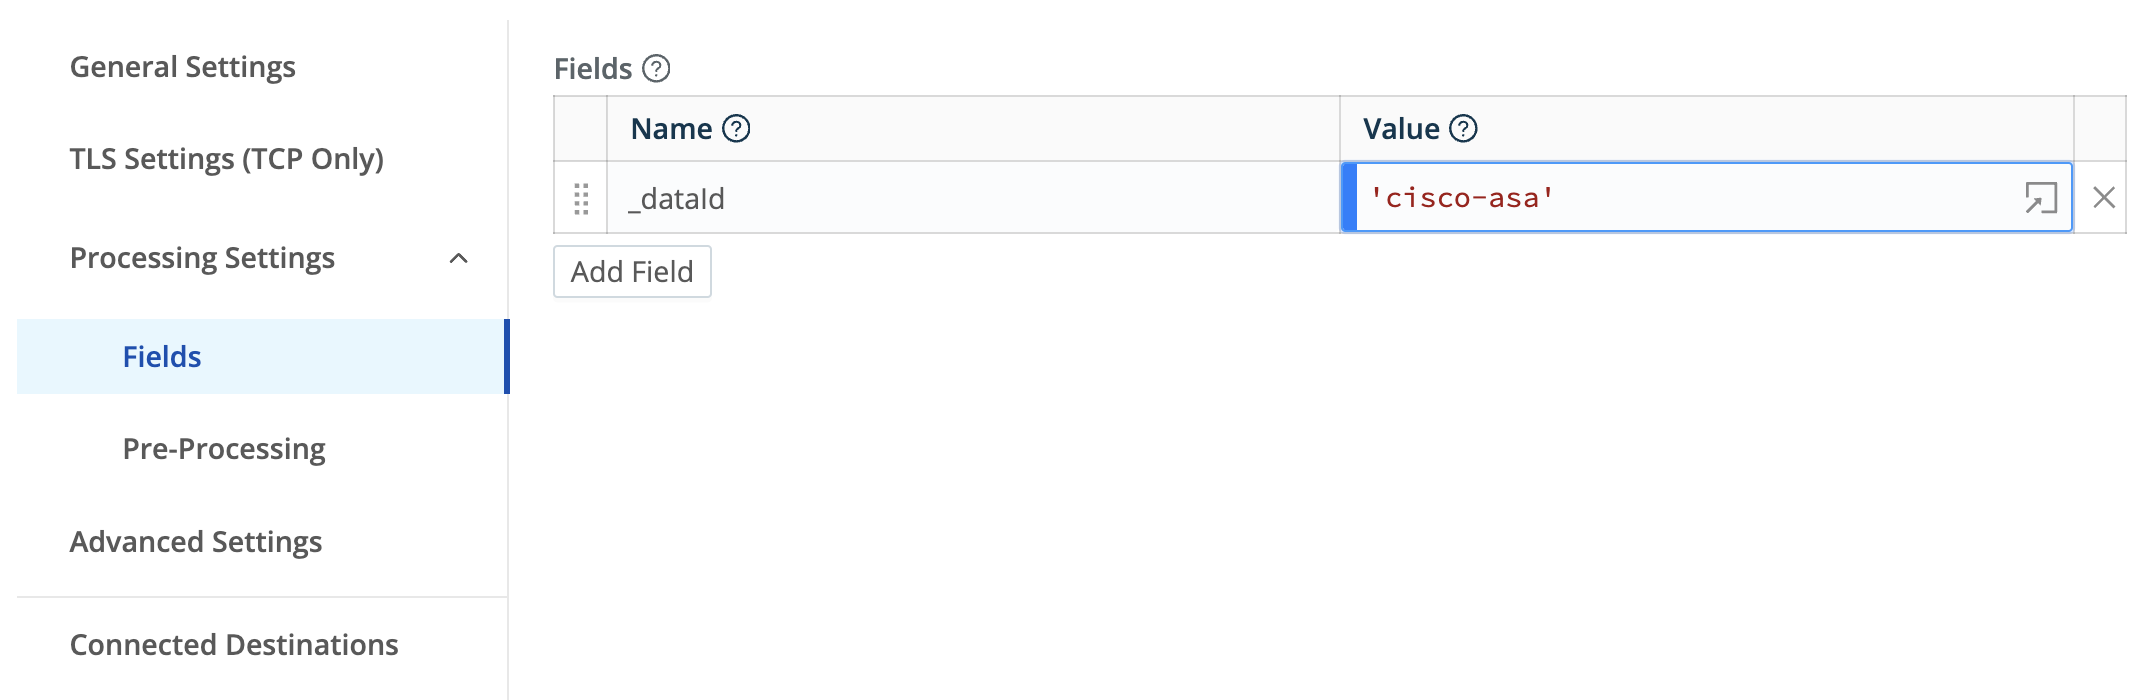 General Settings
TLS Settings (TCP Only)
Processing Settings
Fields
Pre-Processing
Advanced Settings
Connected Destinations
Fields ?
Name ? Value ?
_dataId 'cisco-asa'
Add Field